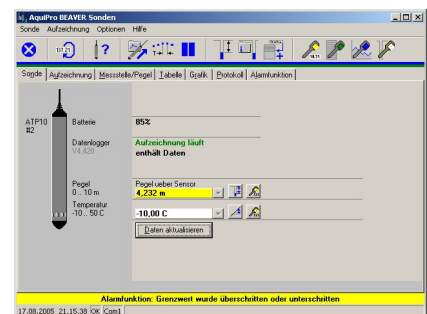 AquiPro BEAVER Sonden
Sonde Aufzeichnung Optionen Hilfe
Sonde Aufzeichnung Messstelle/Pegel Tabelle Grafik Protokoll Alarmfunktion
ATP10
#2
Batterie 85%
Datenlogger Aufzeichnung läuft
V4,420 enthält Daten
Pegel Pegel ueber Sensor
0.. 10 m 4,232 m
Temperatur
-10 .. 50 C -10,00 C
Daten aktualisieren
Alarmfunktion: Grenzwert wurde überschritten oder unterschritten
17.08.2005 21.15.38 OK Com1